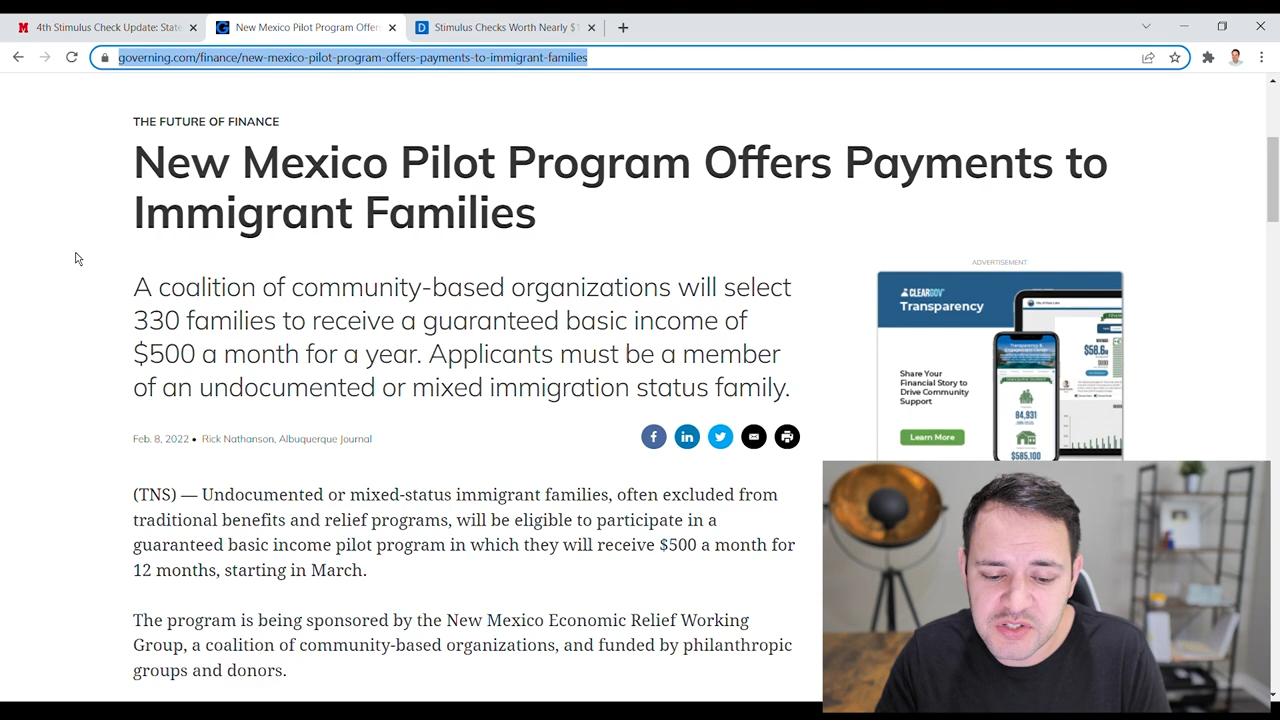 4th Stimulus Check Update: State
New Mexico Pilot Program Offer
Stimulus Checks Worth Nearly $1
governing.com/finance/new-mexico-pilot-program-offers-payments-to-immigrant-families
THE FUTURE OF FINANCE
New Mexico Pilot Program Offers Payments to
Immigrant Families
A coalition of community-based organizations will select
330 families to receive a guaranteed basic income of
$500 a month for a year. Applicants must be a member
of an undocumented or mixed immigration status family.
Feb. 8, 2022 • Rick Nathanson, Albuquerque Journal
(TNS) — Undocumented or mixed-status immigrant families, often excluded from
traditional benefits and relief programs, will be eligible to participate in a
guaranteed basic income pilot program in which they will receive $500 a month for
12 months, starting in March.
The program is being sponsored by the New Mexico Economic Relief Working
Group, a coalition of community-based organizations, and funded by philanthropic
groups and donors.
ADVERTISEMENT
CLEARGOV
Transparency
Share Your
Financial Story to
Drive Community
Support
Learn More
84,931
$585,100
$58.6